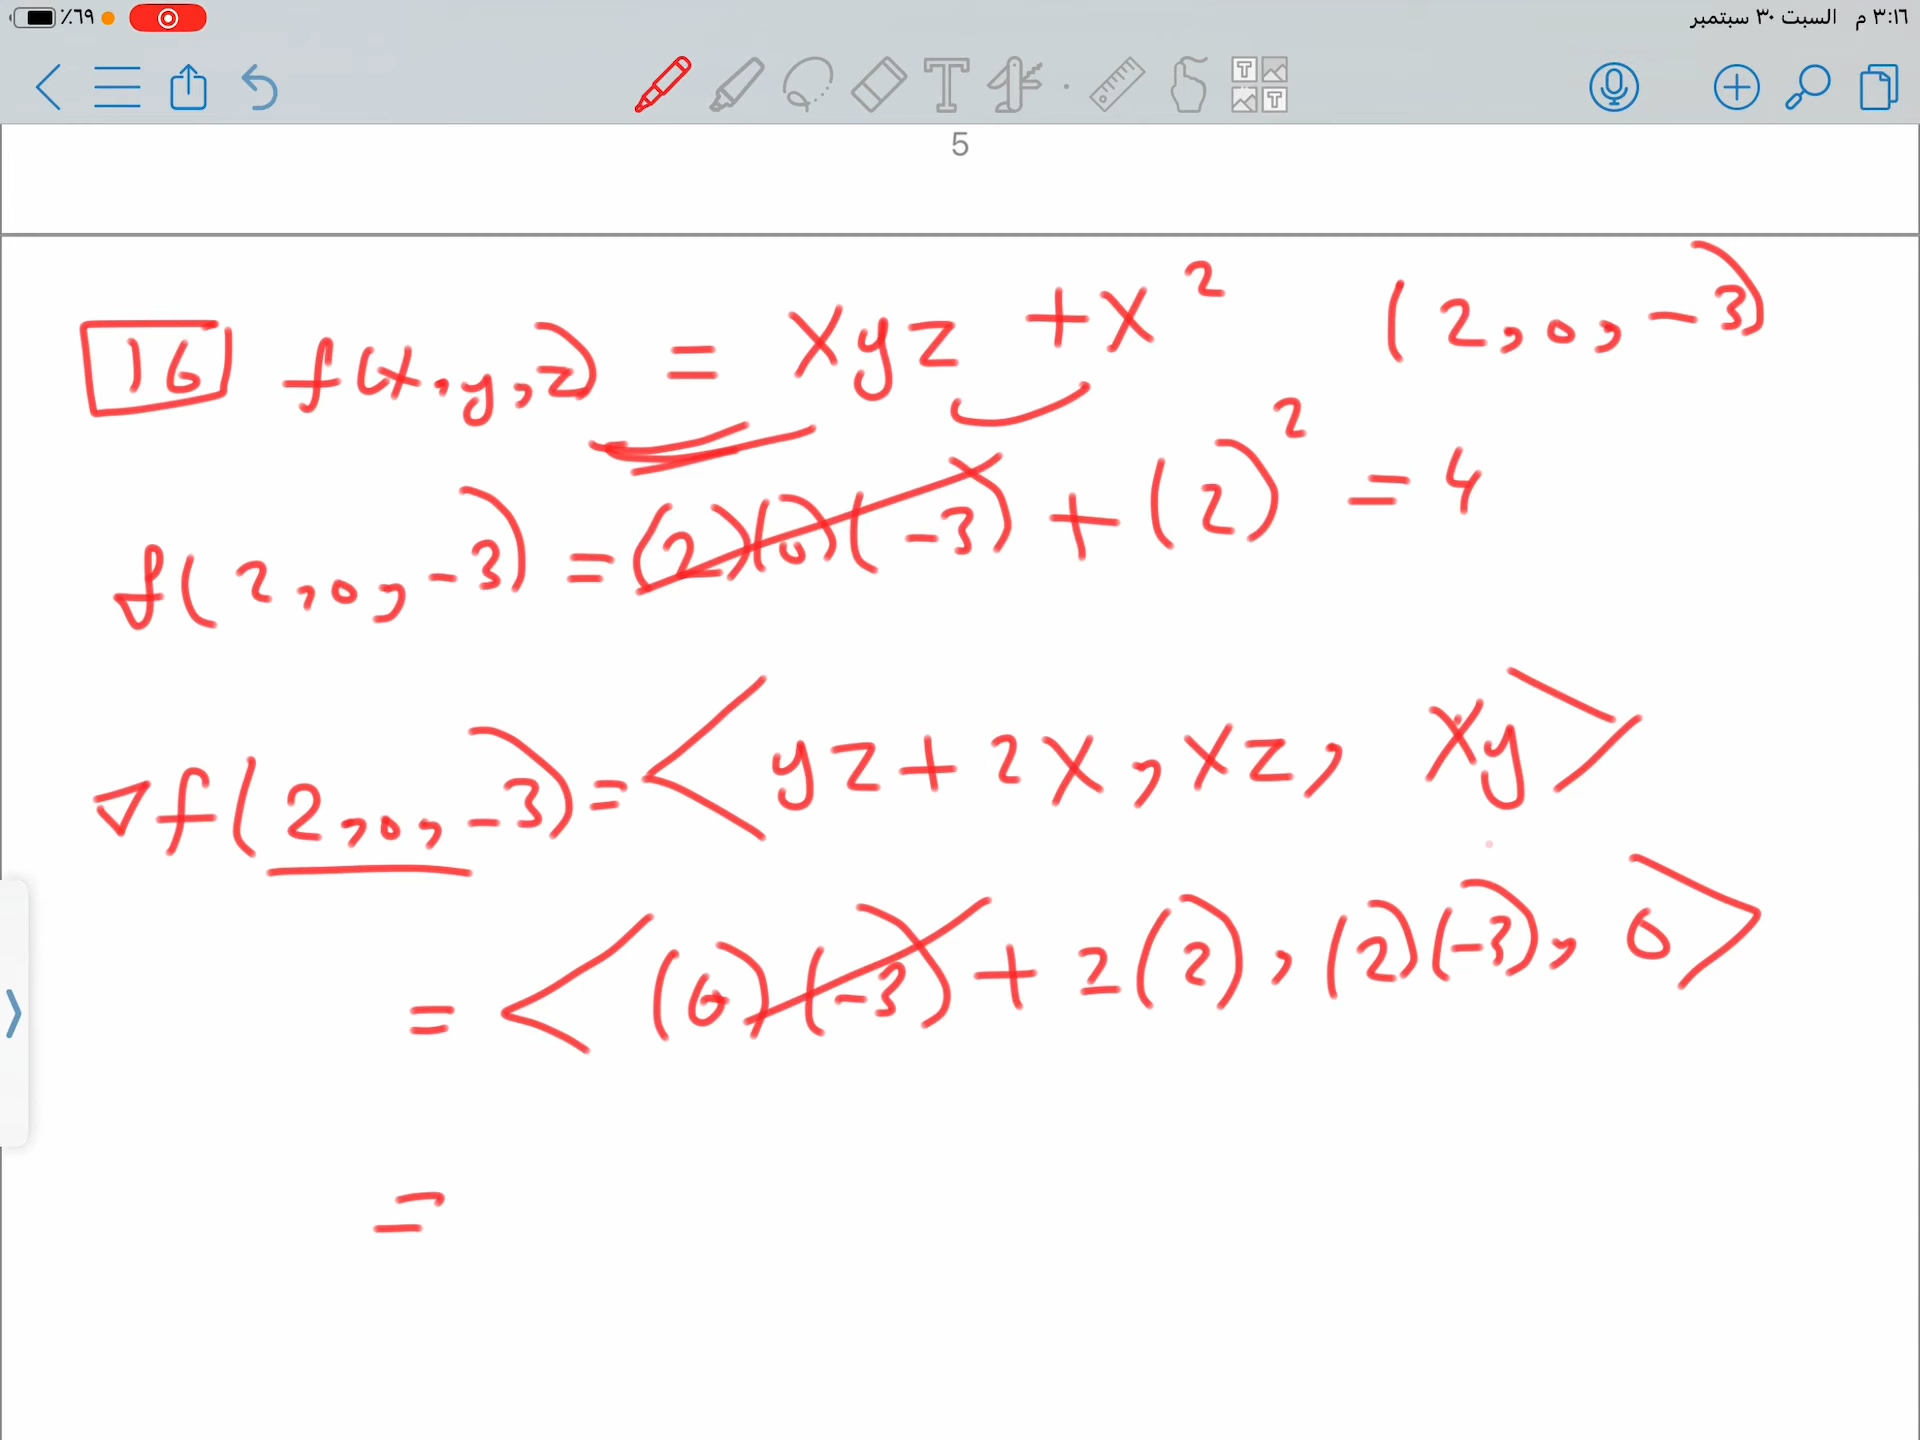 ٪٦٩ السبت ٣٠ سبتمبر ٣:١٦ م
5
16 f(x,y,z) = xyz + x² (2,0,-3)
f(2,0,-3) = (2)(0)(-3) + (2)² = 4
∇f(2,0,-3) = <yz + 2x, xz, xy>
= <(0)(-3) + 2(2), (2)(-3), 0>
=